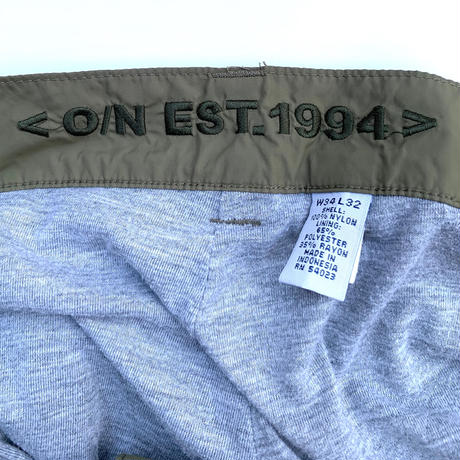 < O/N EST. 1994. >
W34 L32
SHELL:
100% NYLON
LINING:
65%
POLYESTER
35% RAYON
MADE IN
INDONESIA
RN 54023